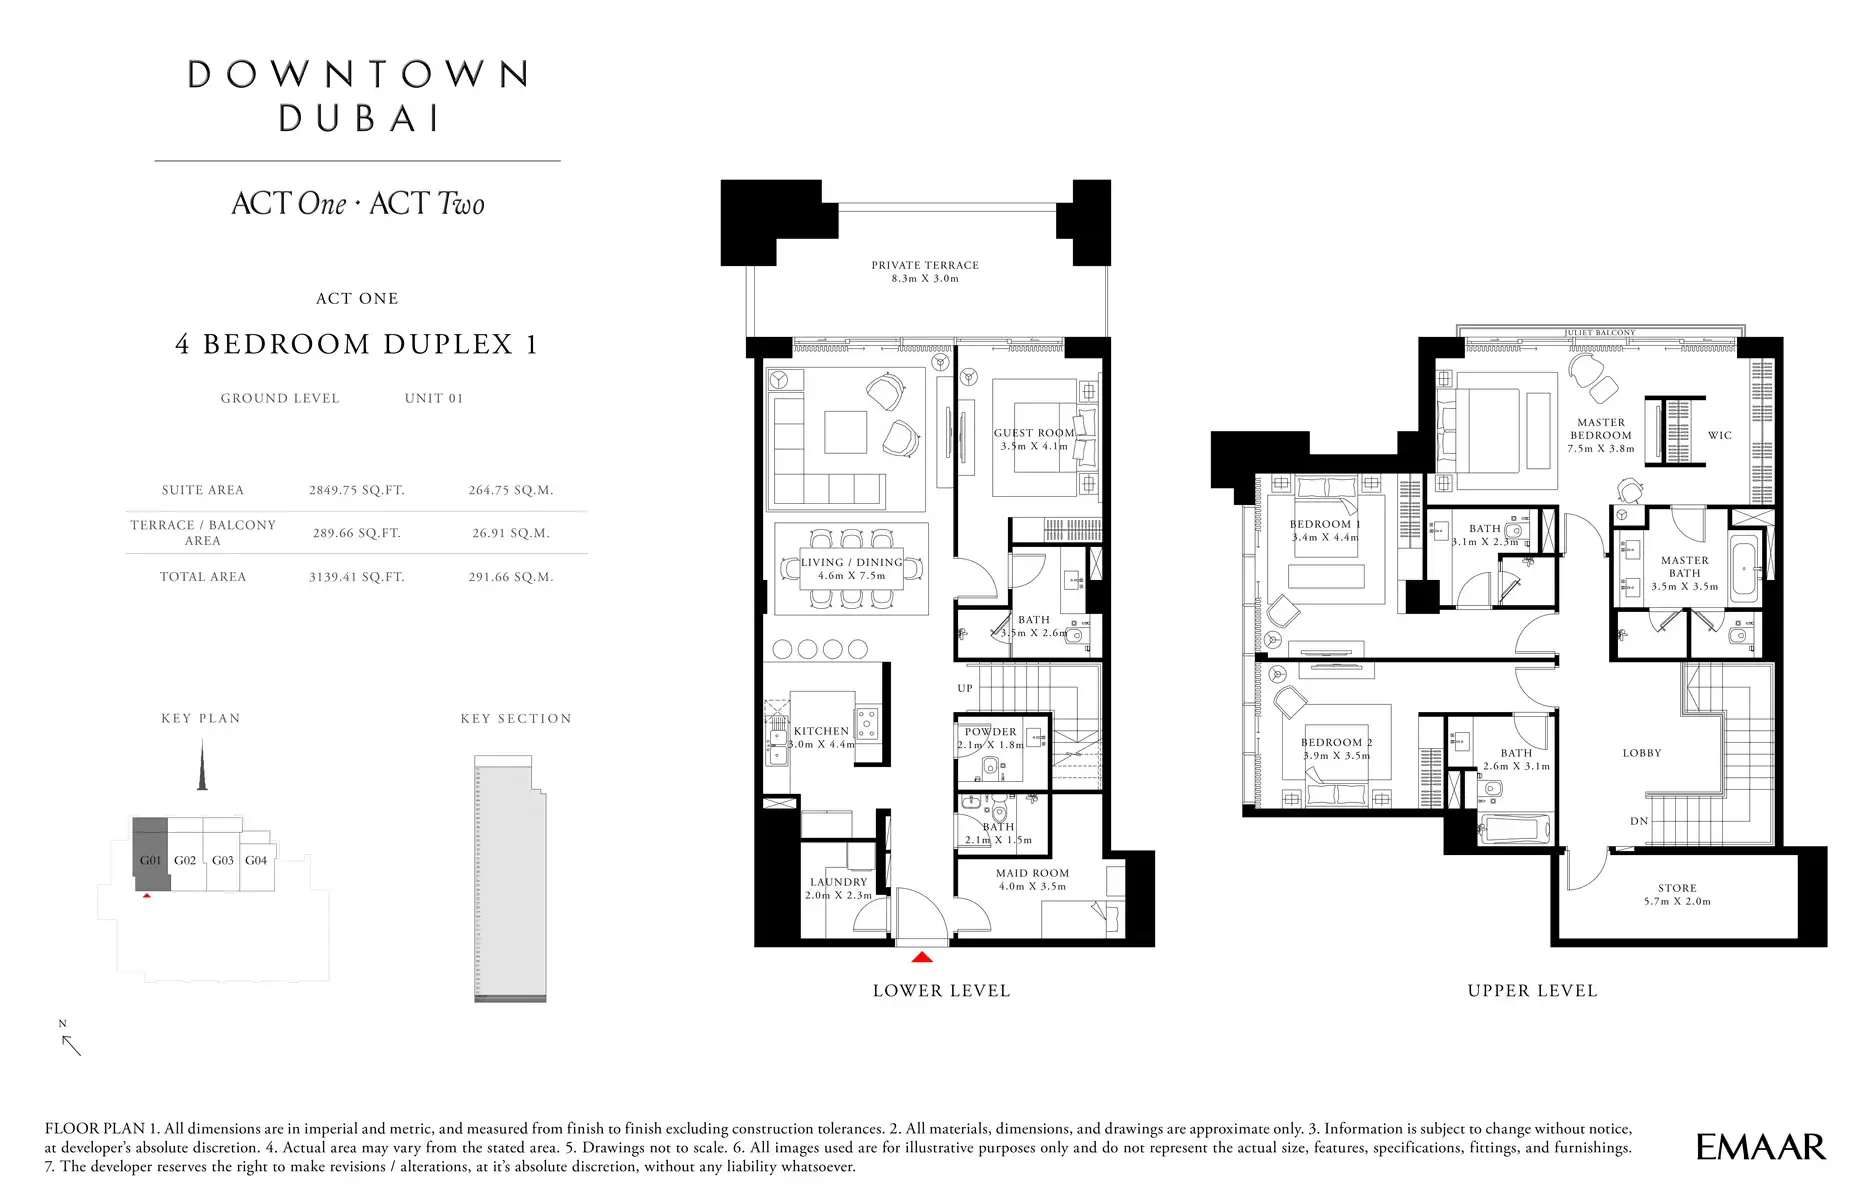 DOWNTOWN
DUBAI
ACT One · ACT Two
ACT ONE
4 BEDROOM DUPLEX 1
GROUND LEVEL UNIT 01
SUITE AREA 2849.75 SQ.FT. 264.75 SQ.M.
TERRACE / BALCONY
AREA 289.66 SQ.FT. 26.91 SQ.M.
TOTAL AREA 3139.41 SQ.FT. 291.66 SQ.M.
KEY PLAN
KEY SECTION
G01 G02 G03 G04
N
PRIVATE TERRACE
8.3m X 3.0m
GUEST ROOM
3.5m X 4.1m
LIVING / DINING
4.6m X 7.5m
BATH
3.5m X 2.6m
UP
KITCHEN
3.0m X 4.4m
POWDER
2.1m X 1.8m
BATH
2.1m X 1.5m
LAUNDRY
2.0m X 2.3m
MAID ROOM
4.0m X 3.5m
LOWER LEVEL
JULIET BALCONY
MASTER
BEDROOM
7.5m X 3.8m
WIC
BEDROOM 1
3.4m X 4.4m
BATH
3.1m X 2.3m
MASTER
BATH
3.5m X 3.5m
BEDROOM 2
3.9m X 3.5m
BATH
2.6m X 3.1m
LOBBY
DN
STORE
5.7m X 2.0m
UPPER LEVEL
FLOOR PLAN 1. All dimensions are in imperial and metric, and measured from finish to finish excluding construction tolerances. 2. All materials, dimensions, and drawings are approximate only. 3. Information is subject to change without notice,
at developer's absolute discretion. 4. Actual area may vary from the stated area. 5. Drawings not to scale. 6. All images used are for illustrative purposes only and do not represent the actual size, features, specifications, fittings, and furnishings.
7. The developer reserves the right to make revisions / alterations, at it's absolute discretion, without any liability whatsoever.
EMAAR